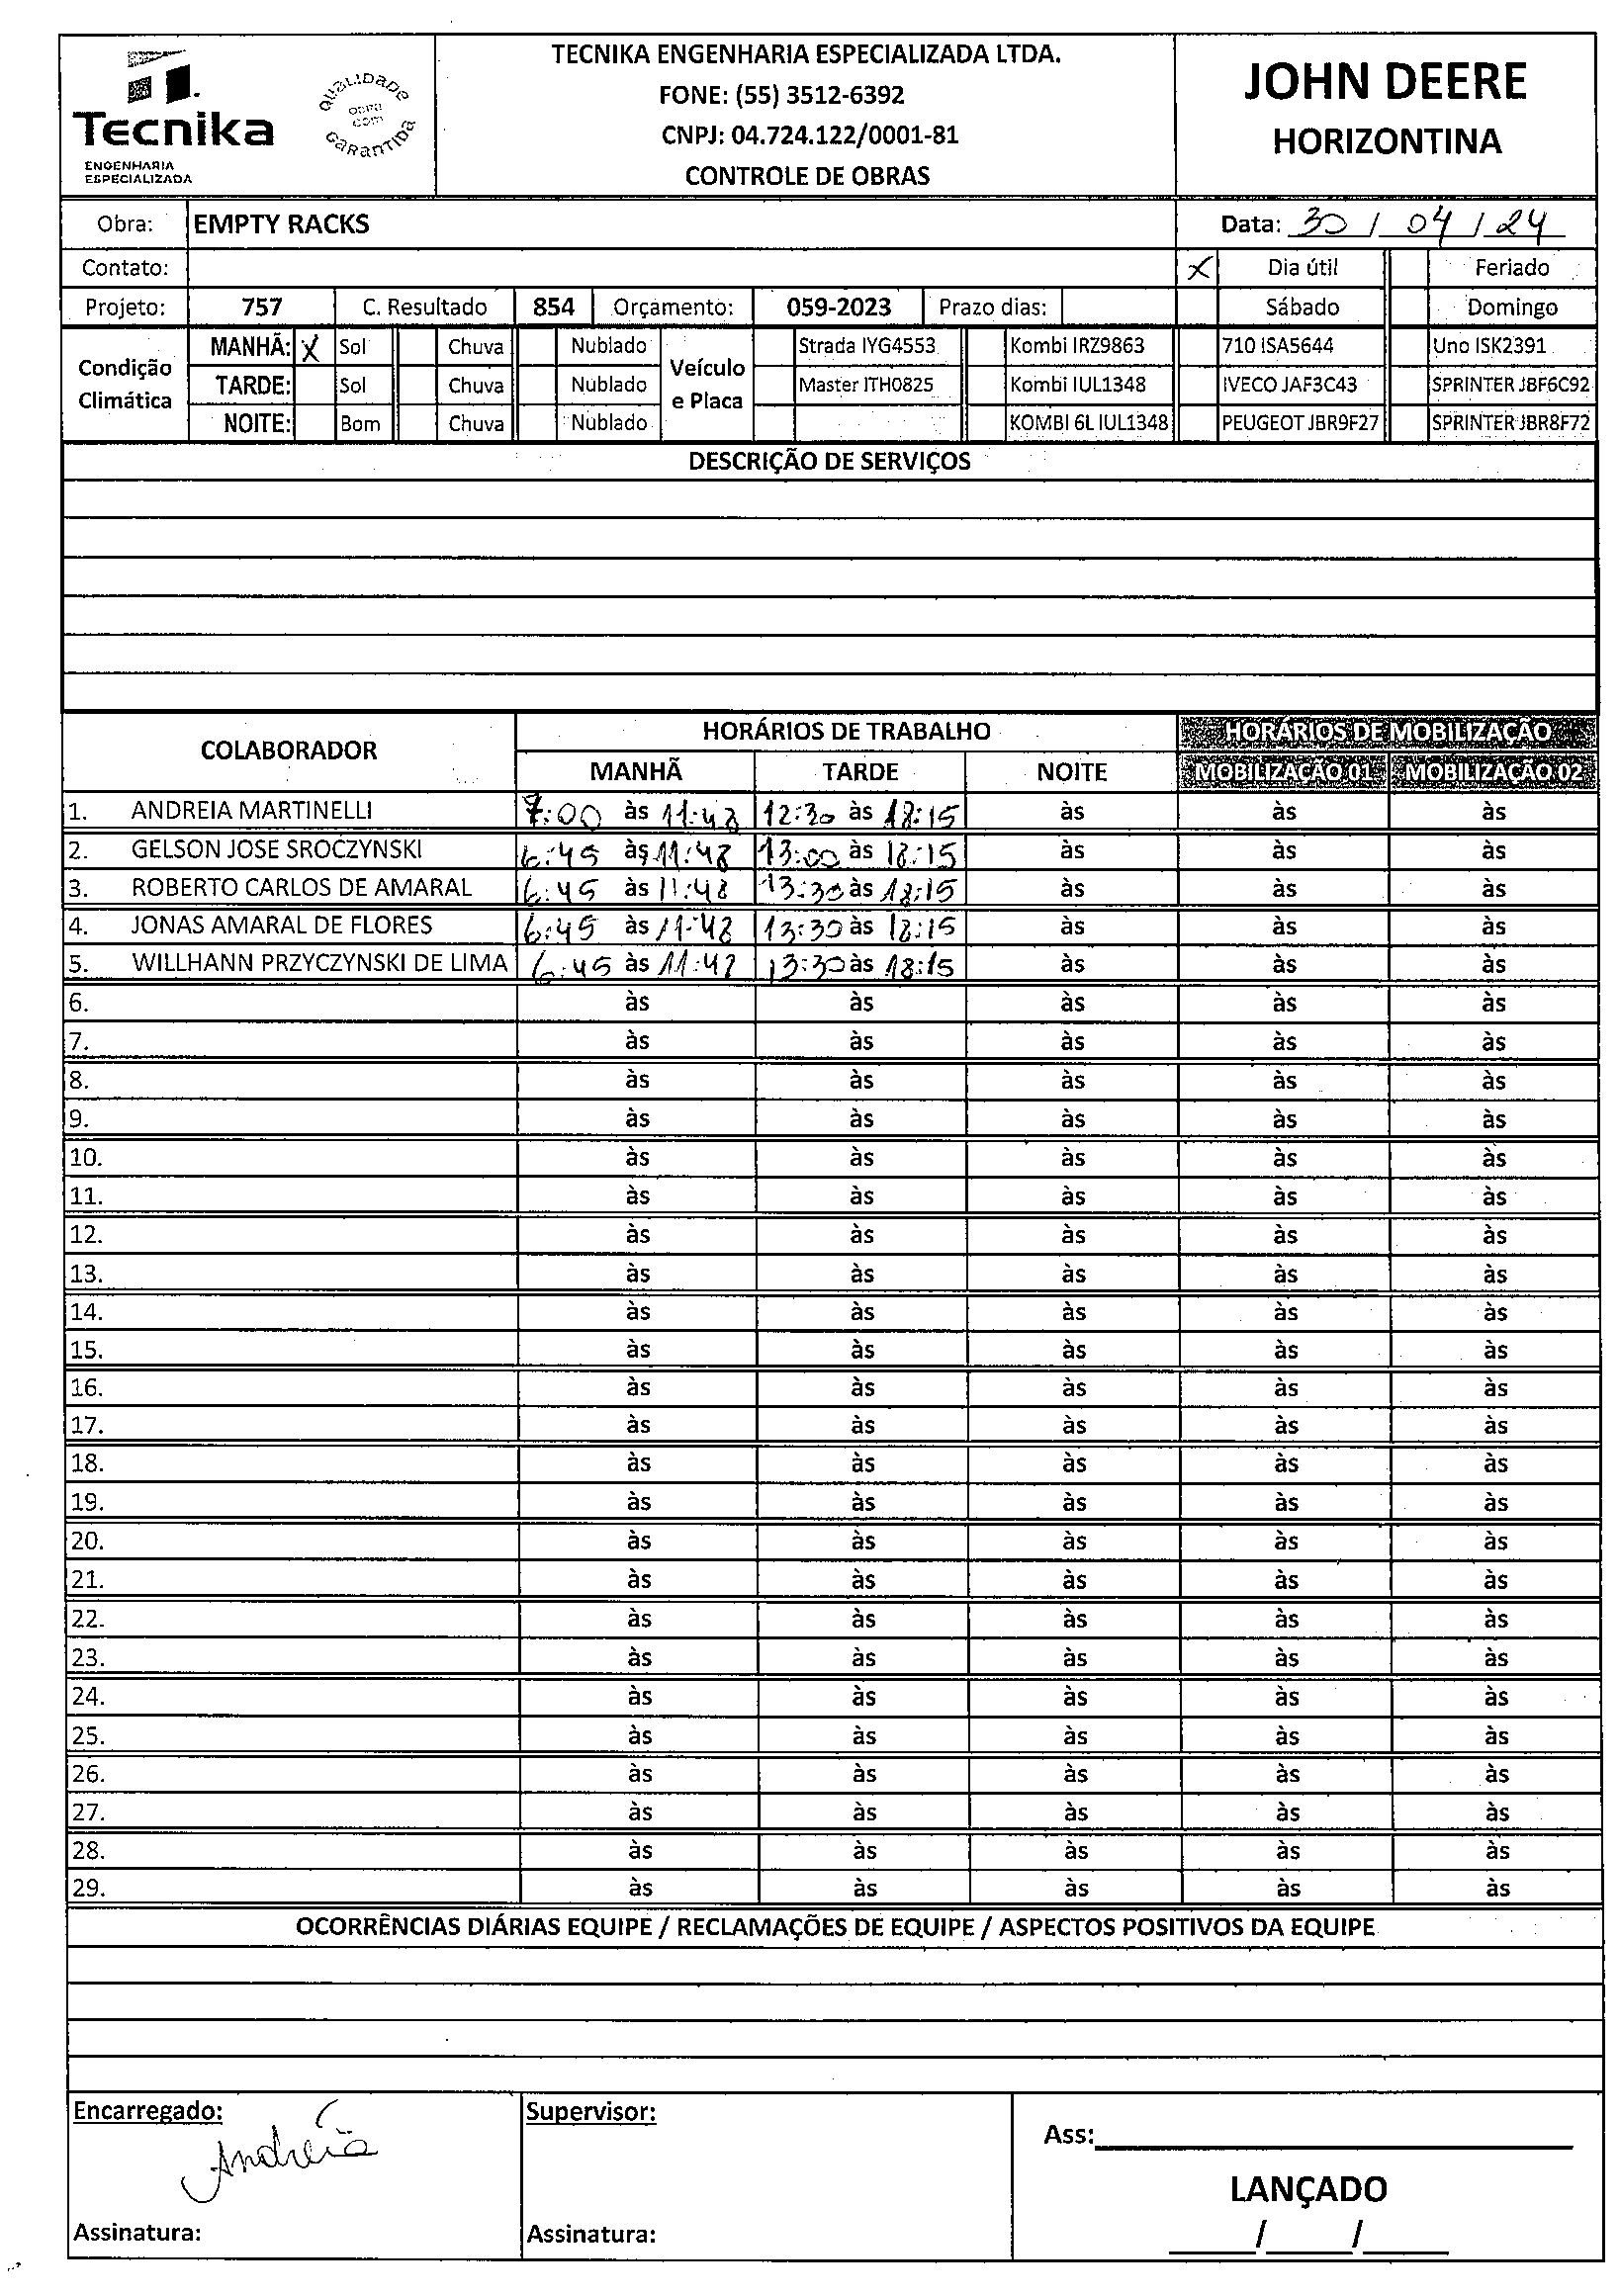 Tecnika
ENGENHARIA
ESPECIALIZADA
QUALIDADE
OBRA
COM
GARANTIDA
TECNIKA ENGENHARIA ESPECIALIZADA LTDA.
FONE: (55) 3512-6392
CNPJ: 04.724.122/0001-81
CONTROLE DE OBRAS
JOHN DEERE
HORIZONTINA
Obra: EMPTY RACKS Data: 30 / 04 / 24
Contato: X Dia útil Feriado
Projeto: 757 C. Resultado 854 Orçamento: 059-2023 Prazo dias: Sábado Domingo
Condição Climática
MANHÃ: X Sol Chuva Nublado Veículo e Placa Strada IYG4553 Kombi IRZ9863 710 ISA5644 Uno ISK2391
TARDE: Sol Chuva Nublado Master ITH0825 Kombi IUL1348 IVECO JAF3C43 SPRINTER JBF6C92
NOITE: Bom Chuva Nublado KOMBI 6L IUL1348 PEUGEOT JBR9F27 SPRINTER JBR8F72
DESCRIÇÃO DE SERVIÇOS
COLABORADOR HORÁRIOS DE TRABALHO HORÁRIOS DE MOBILIZAÇÃO
MANHÃ TARDE NOITE MOBILIZAÇÃO 01 MOBILIZAÇÃO 02
1. ANDREIA MARTINELLI 7:00 às 11:48 12:30 às 18:15 às às às
2. GELSON JOSE SROCZYNSKI 6:45 às 11:48 13:00 às 18:15 às às às
3. ROBERTO CARLOS DE AMARAL 6:45 às 11:48 13:30 às 18:15 às às às
4. JONAS AMARAL DE FLORES 6:45 às 11:48 13:30 às 18:15 às às às
5. WILLHANN PRZYCZYNSKI DE LIMA 6:45 às 11:48 13:30 às 18:15 às às às
6. às às às às às
7. às às às às às
8. às às às às às
9. às às às às às
10. às às às às às
11. às às às às às
12. às às às às às
13. às às às às às
14. às às às às às
15. às às às às às
16. às às às às às
17. às às às às às
18. às às às às às
19. às às às às às
20. às às às às às
21. às às às às às
22. às às às às às
23. às às às às às
24. às às às às às
25. às às às às às
26. às às às às às
27. às às às às às
28. às às às às às
29. às às às às às
OCORRÊNCIAS DIÁRIAS EQUIPE / RECLAMAÇÕES DE EQUIPE / ASPECTOS POSITIVOS DA EQUIPE
Encarregado: Supervisor:
Andréia
Ass:
LANÇADO
Assinatura: Assinatura: / /